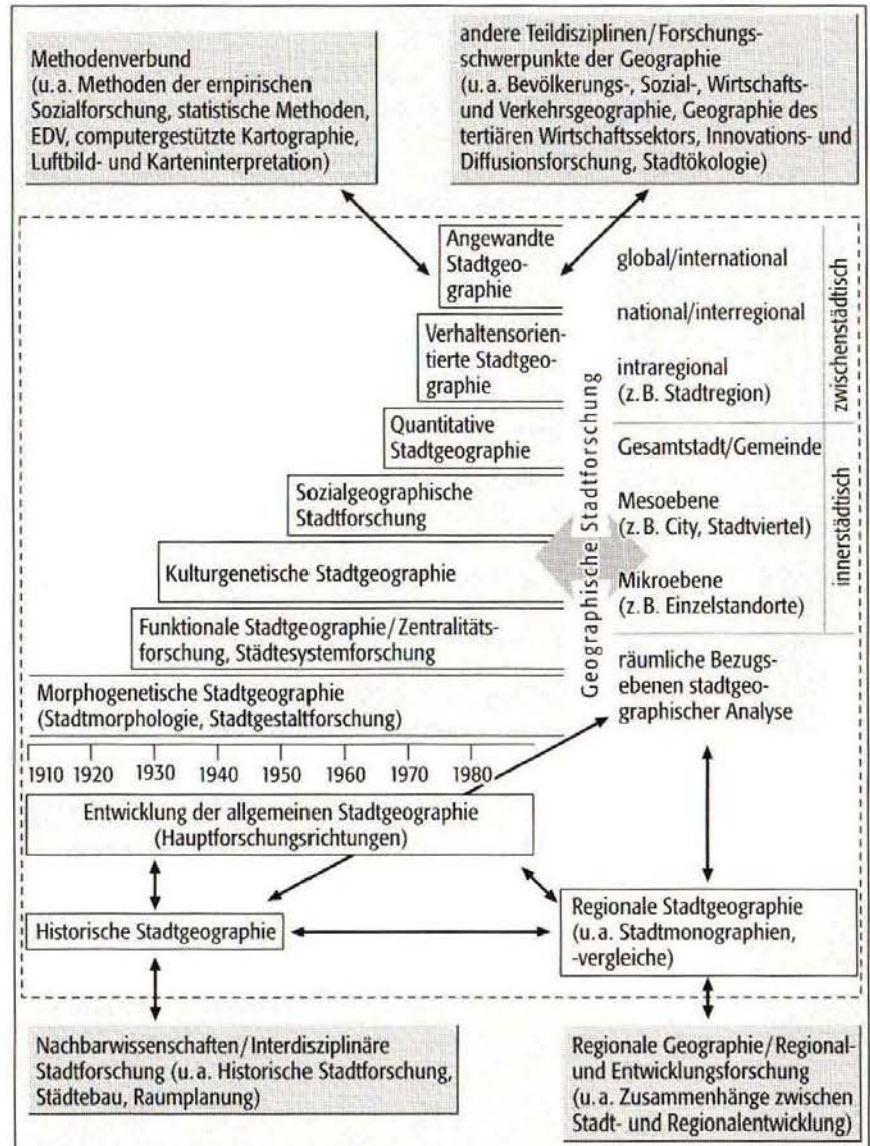 Methodenverbund
(u. a. Methoden der empirischen
Sozialforschung, statistische Methoden,
EDV, computergestützte Kartographie,
Luftbild- und Karteninterpretation)
andere Teildisziplinen/Forschungs-
schwerpunkte der Geographie
(u. a. Bevölkerungs-, Sozial-, Wirtschafts-
und Verkehrsgeographie, Geographie des
tertiären Wirtschaftssektors, Innovations- und
Diffusionsforschung, Stadtökologie)
Angewandte
Stadtgeo-
graphie
Verhaltensorien-
tierte Stadtgeo-
graphie
Quantitative
Stadtgeographie
Sozialgeographische
Stadtforschung
Kulturgenetische Stadtgeographie
Funktionale Stadtgeographie/Zentralitäts-
forschung, Städtesystemforschung
Morphogenetische Stadtgeographie
(Stadtmorphologie, Stadtgestaltforschung)
1910 1920 1930 1940 1950 1960 1970 1980
Geographische Stadtforschung
global/international
national/interregional
intraregional
(z. B. Stadtregion)
zwischenstädtisch
Gesamtstadt/Gemeinde
Mesoebene
(z. B. City, Stadtviertel)
Mikroebene
(z. B. Einzelstandorte)
innerstädtisch
räumliche Bezugs-
ebenen stadtgeo-
graphischer Analyse
Entwicklung der allgemeinen Stadtgeographie
(Hauptforschungsrichtungen)
Historische Stadtgeographie
Regionale Stadtgeographie
(u. a. Stadtmonographien,
-vergleiche)
Nachbarwissenschaften/Interdisziplinäre
Stadtforschung (u. a. Historische Stadtforschung,
Städtebau, Raumplanung)
Regionale Geographie/Regional-
und Entwicklungsforschung
(u. a. Zusammenhänge zwischen
Stadt- und Regionalentwicklung)